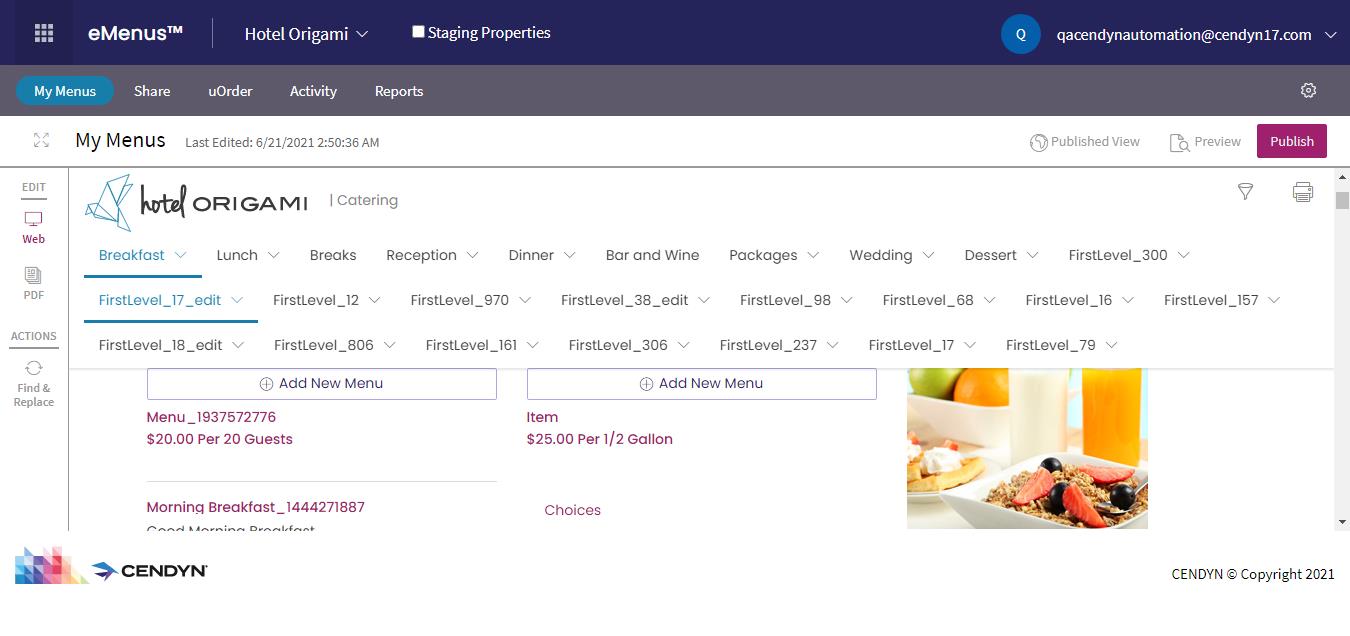 eMenus™ Hotel Origami Staging Properties Q qacendynautomation@cendyn17.com
My Menus Share uOrder Activity Reports
My Menus Last Edited: 6/21/2021 2:50:36 AM Published View Preview Publish
EDIT
Web
PDF
ACTIONS
Find &
Replace
hotel ORIGAMI | Catering
Breakfast Lunch Breaks Reception Dinner Bar and Wine Packages Wedding Dessert FirstLevel_300
FirstLevel_17_edit FirstLevel_12 FirstLevel_970 FirstLevel_38_edit FirstLevel_98 FirstLevel_68 FirstLevel_16 FirstLevel_157
FirstLevel_18_edit FirstLevel_806 FirstLevel_161 FirstLevel_306 FirstLevel_237 FirstLevel_17 FirstLevel_79
Add New Menu Add New Menu
Menu_1937572776 Item
$20.00 Per 20 Guests $25.00 Per 1/2 Gallon
Morning Breakfast_1444271887 Choices
Good Morning Breakfast
CENDYN CENDYN © Copyright 2021